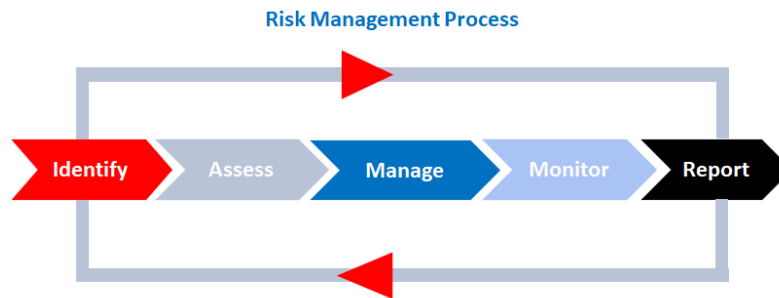 Risk Management Process
Identify
Assess
Manage
Monitor
Report